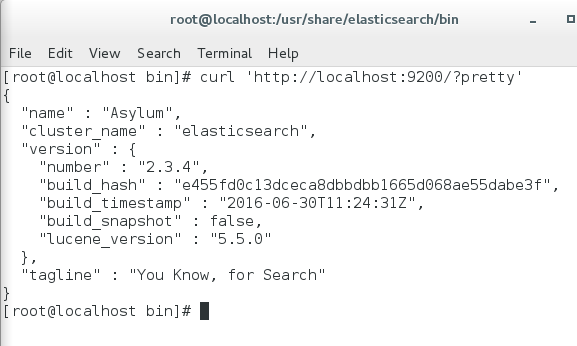 root@localhost:/usr/share/elasticsearch/bin
File Edit View Search Terminal Help
[root@localhost bin]# curl 'http://localhost:9200/?pretty'
{
  "name" : "Asylum",
  "cluster_name" : "elasticsearch",
  "version" : {
    "number" : "2.3.4",
    "build_hash" : "e455fd0c13dceca8dbbdbb1665d068ae55dabe3f",
    "build_timestamp" : "2016-06-30T11:24:31Z",
    "build_snapshot" : false,
    "lucene_version" : "5.5.0"
  },
  "tagline" : "You Know, for Search"
}
[root@localhost bin]#